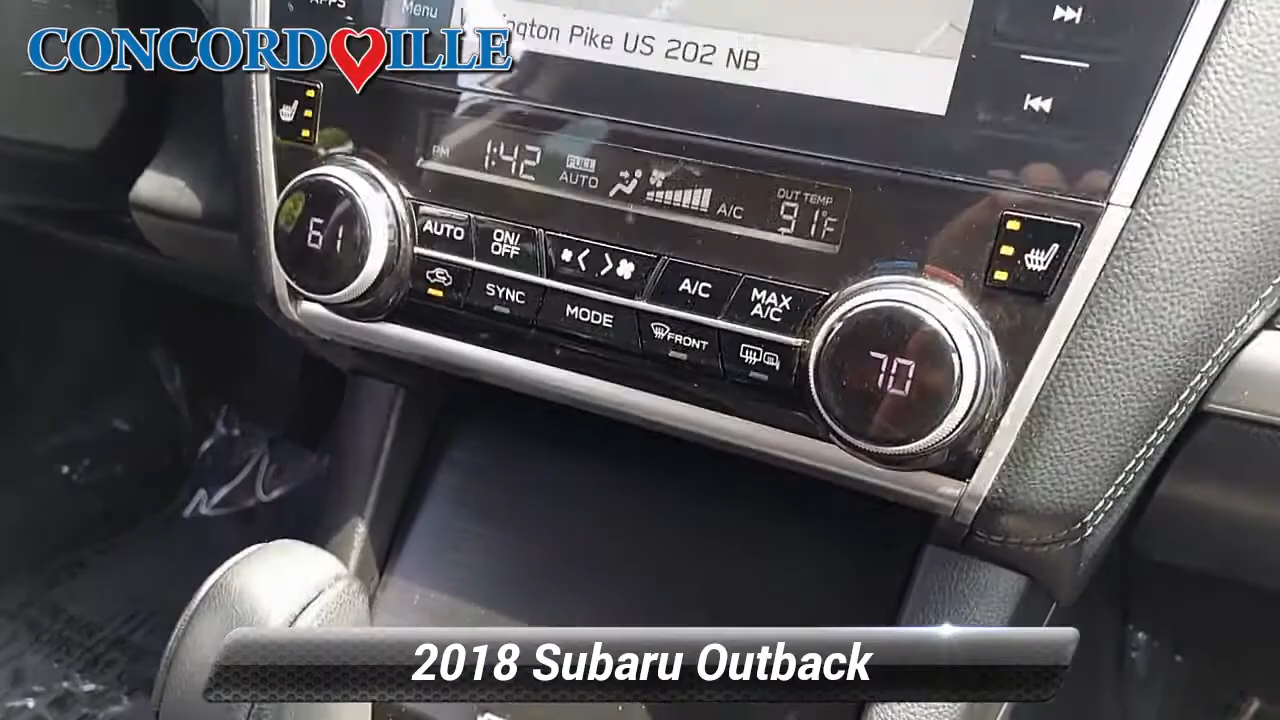 APPS
Menu
Pike US 202 NB
CONCORDVILLE
PM 1:42
FULL
AUTO
A/C
OUT TEMP
91°F
61
AUTO
ON/
OFF
A/C
MAX
A/C
SYNC
MODE
FRONT
70
2018 Subaru Outback